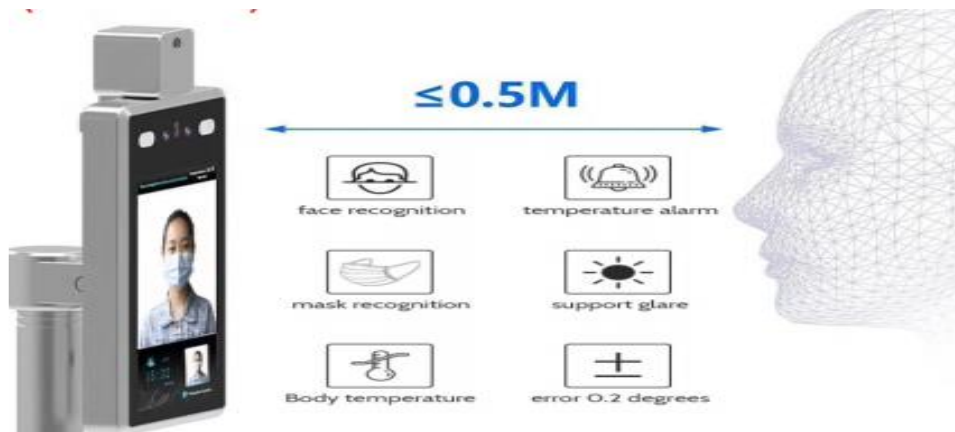 ≤0.5M
face recognition
temperature alarm
mask recognition
support glare
Body temperature
error 0.2 degrees